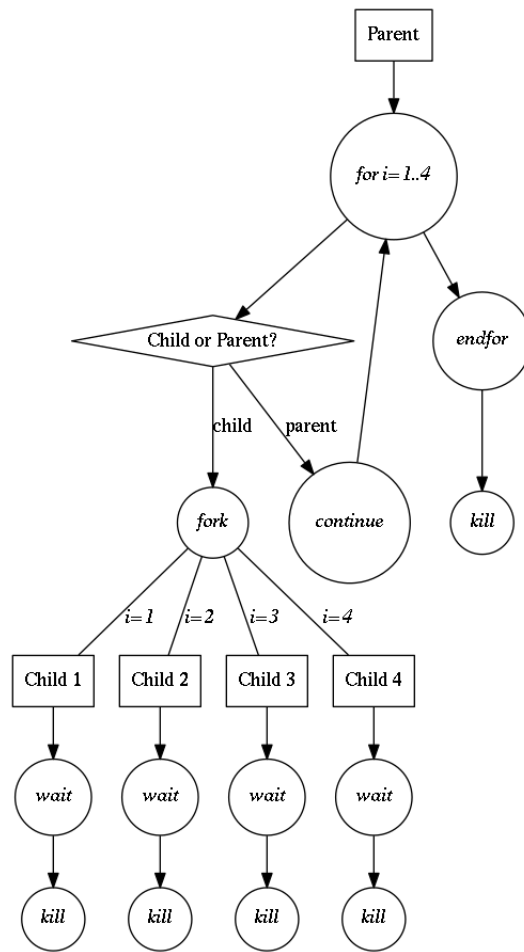 Parent
for i=1..4
Child or Parent?
endfor
child
parent
fork
continue
kill
i=1
i=2
i=3
i=4
Child 1
Child 2
Child 3
Child 4
wait
wait
wait
wait
kill
kill
kill
kill